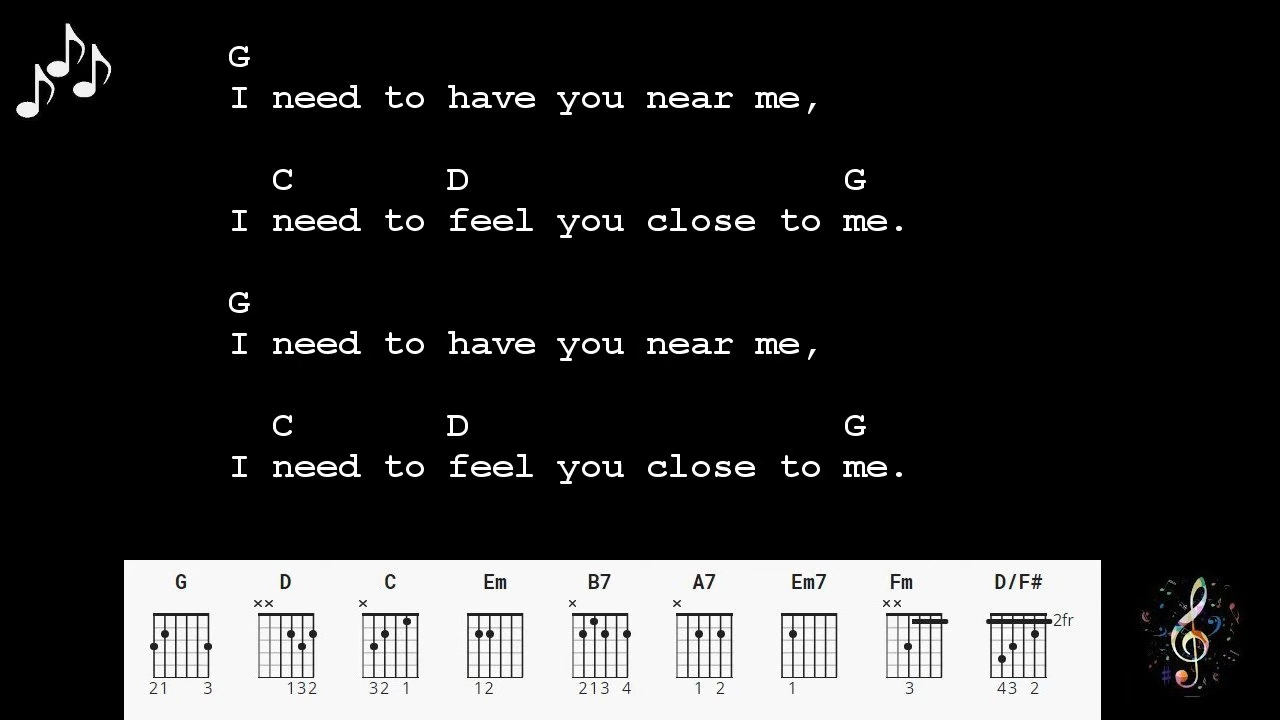 G
I need to have you near me,
C D G
I need to feel you close to me.
G
I need to have you near me,
C D G
I need to feel you close to me.
G D C Em B7 A7 Em7 Fm D/F#
×× × × × ×× 2fr
21 3 132 32 1 12 213 4 1 2 1 3 43 2